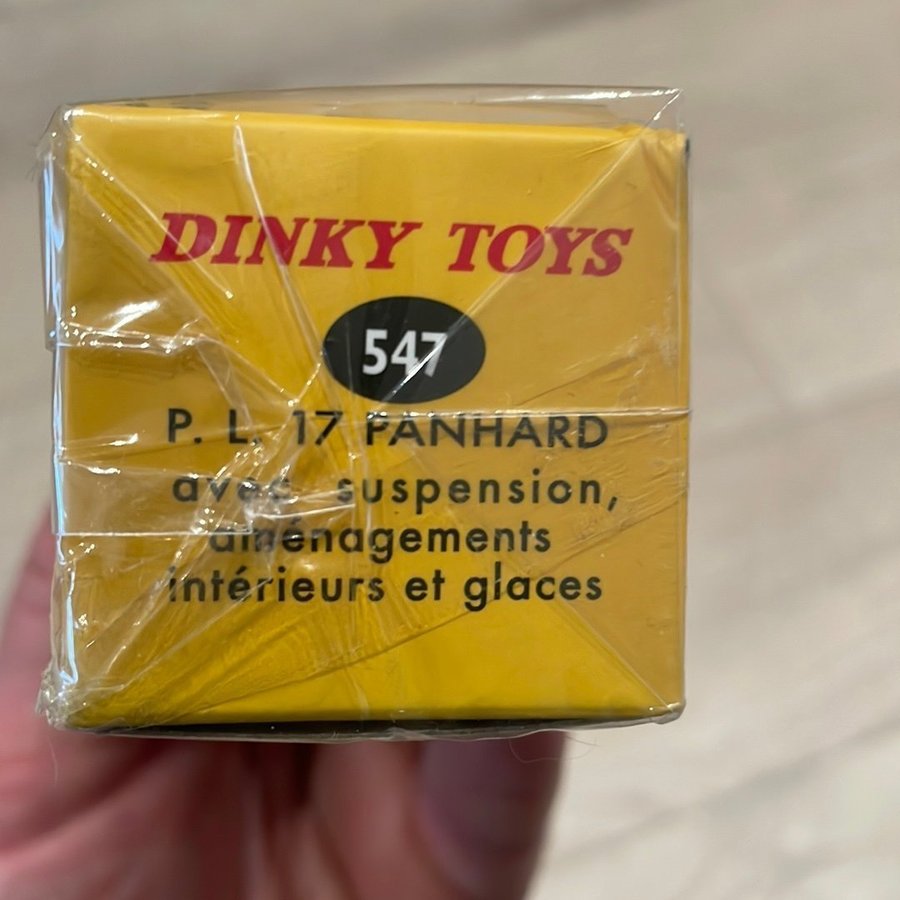 DINKY TOYS
547
P. L. 17 PANHARD
avec suspension,
aménagements
intérieurs et glaces